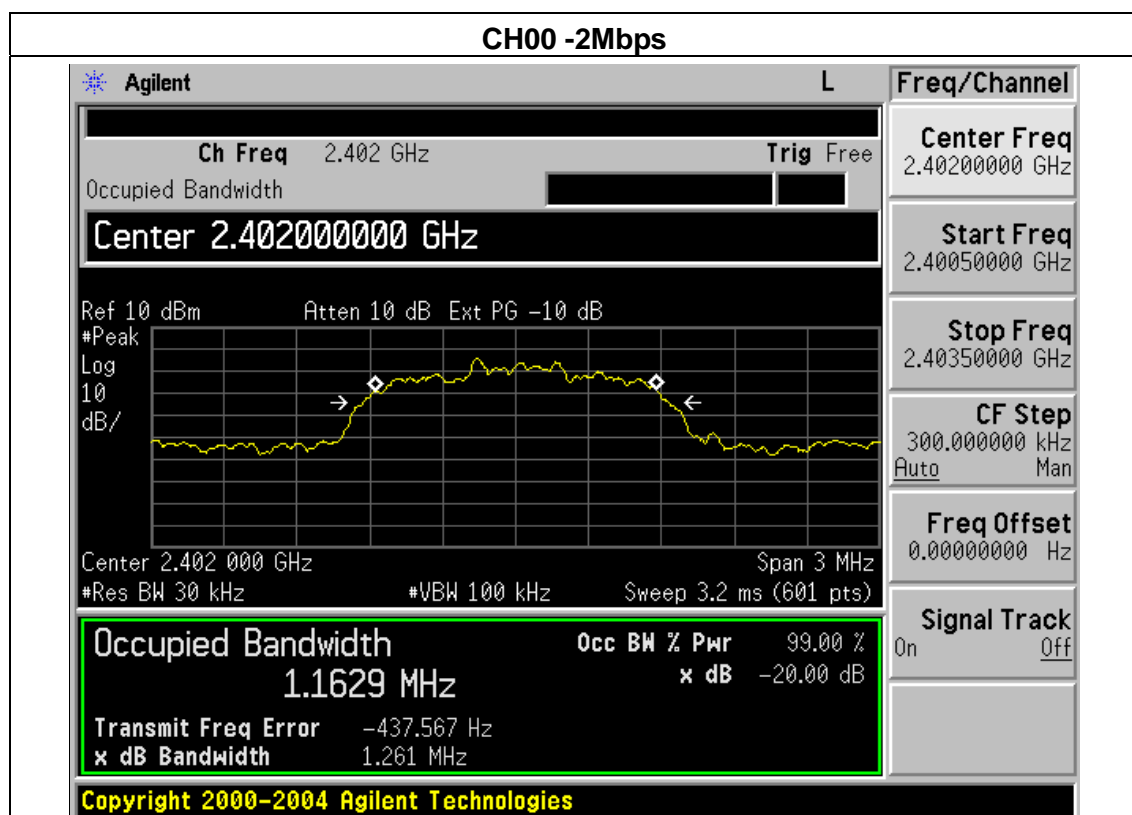 CH00 -2Mbps
Agilent L Freq/Channel
Ch Freq 2.402 GHz Trig Free
Occupied Bandwidth
Center 2.402000000 GHz
Center Freq
2.40200000 GHz
Start Freq
2.40050000 GHz
Stop Freq
2.40350000 GHz
CF Step
300.000000 kHz
Auto Man
Freq Offset
0.00000000 Hz
Signal Track
On Off
Ref 10 dBm Atten 10 dB Ext PG -10 dB
#Peak
Log
10
dB/
Center 2.402 000 GHz Span 3 MHz
#Res BW 30 kHz #VBW 100 kHz Sweep 3.2 ms (601 pts)
Occupied Bandwidth Occ BW % Pwr 99.00 %
1.1629 MHz x dB -20.00 dB
Transmit Freq Error -437.567 Hz
x dB Bandwidth 1.261 MHz
Copyright 2000-2004 Agilent Technologies